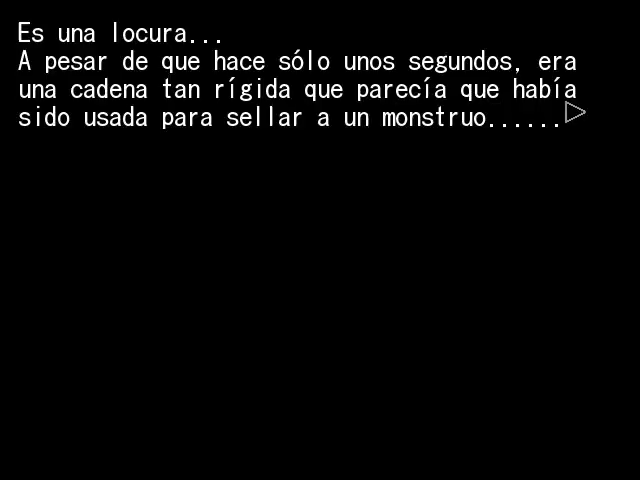 Es una locura...
A pesar de que hace sólo unos segundos, era
una cadena tan rígida que parecía que había
sido usada para sellar a un monstruo......